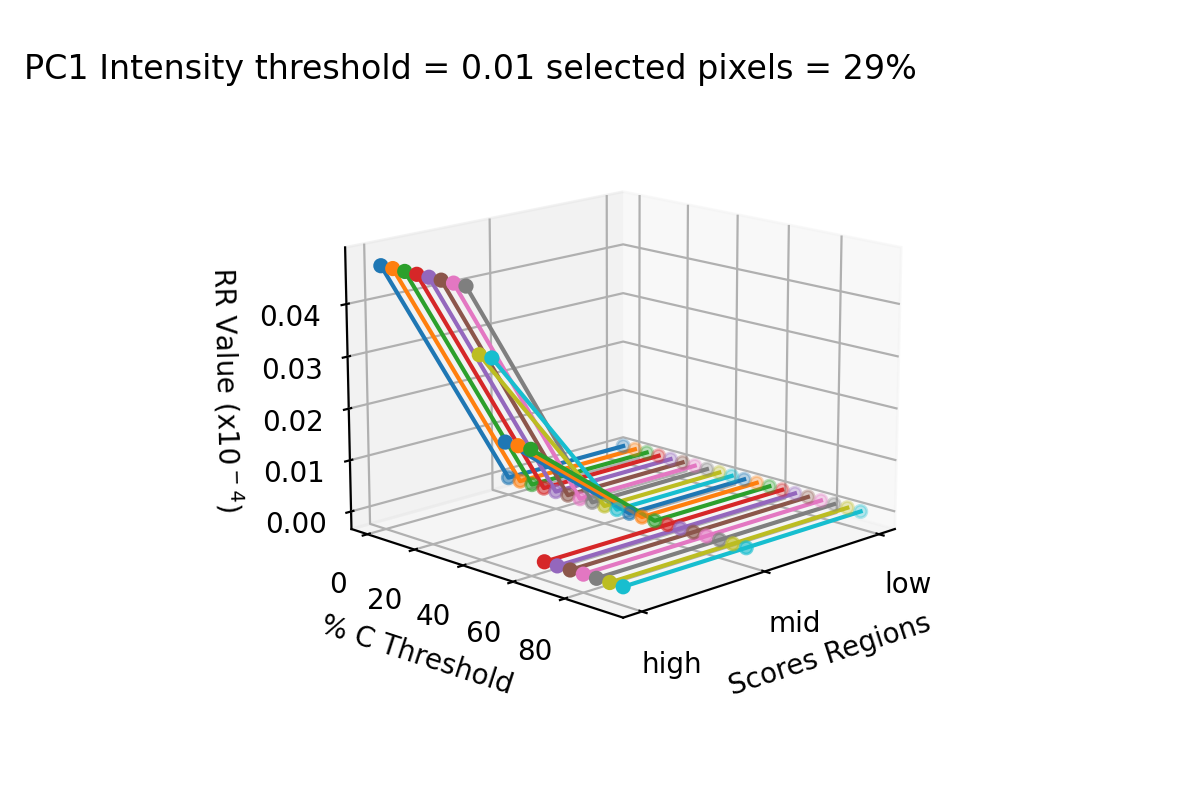 PC1 Intensity threshold = 0.01 selected pixels = 29%
RR Value (x10⁻⁴)
0.04
0.03
0.02
0.01
0.00
0
20
40
60
80
% C Threshold
high
mid
low
Scores Regions